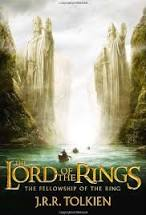 THE
LORD OF THE
RINGS
THE FELLOWSHIP OF THE RING
J.R.R. TOLKIEN